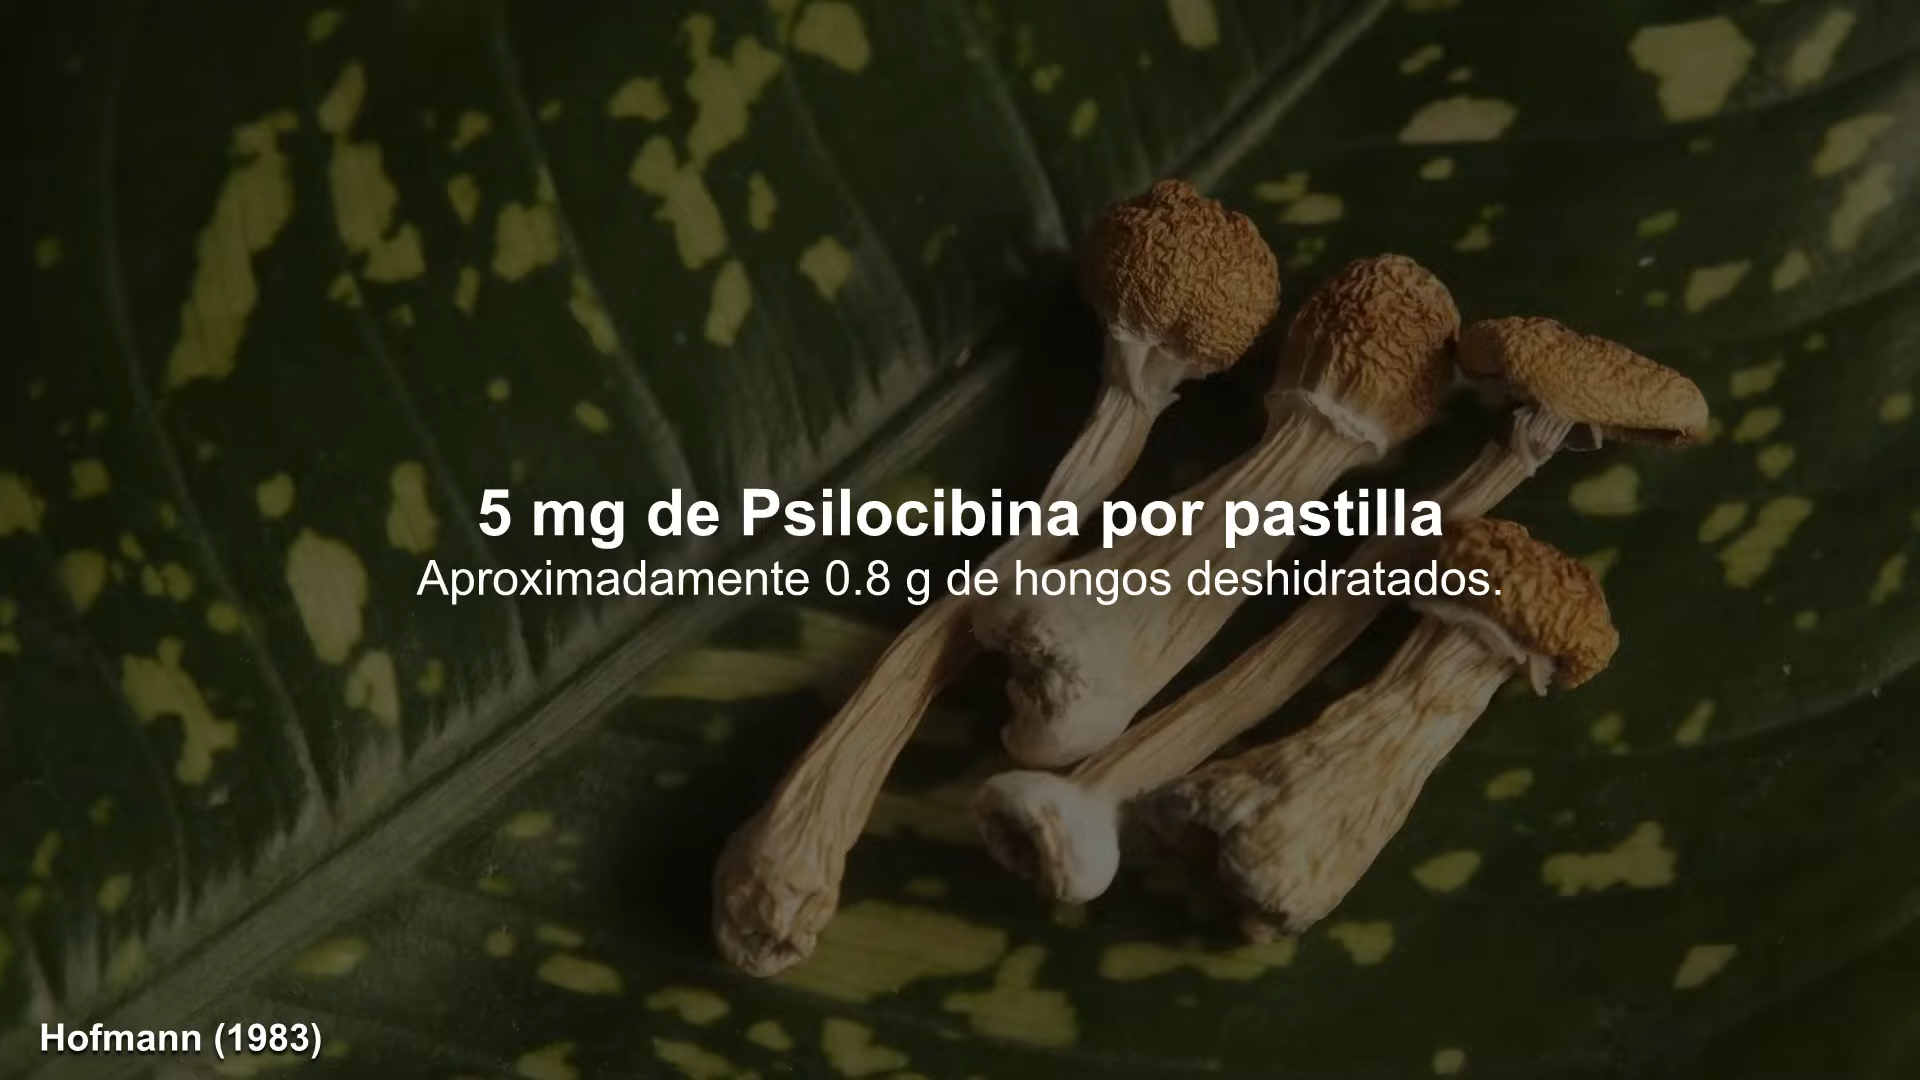 5 mg de Psilocibina por pastilla
Aproximadamente 0.8 g de hongos deshidratados.
Hofmann (1983)